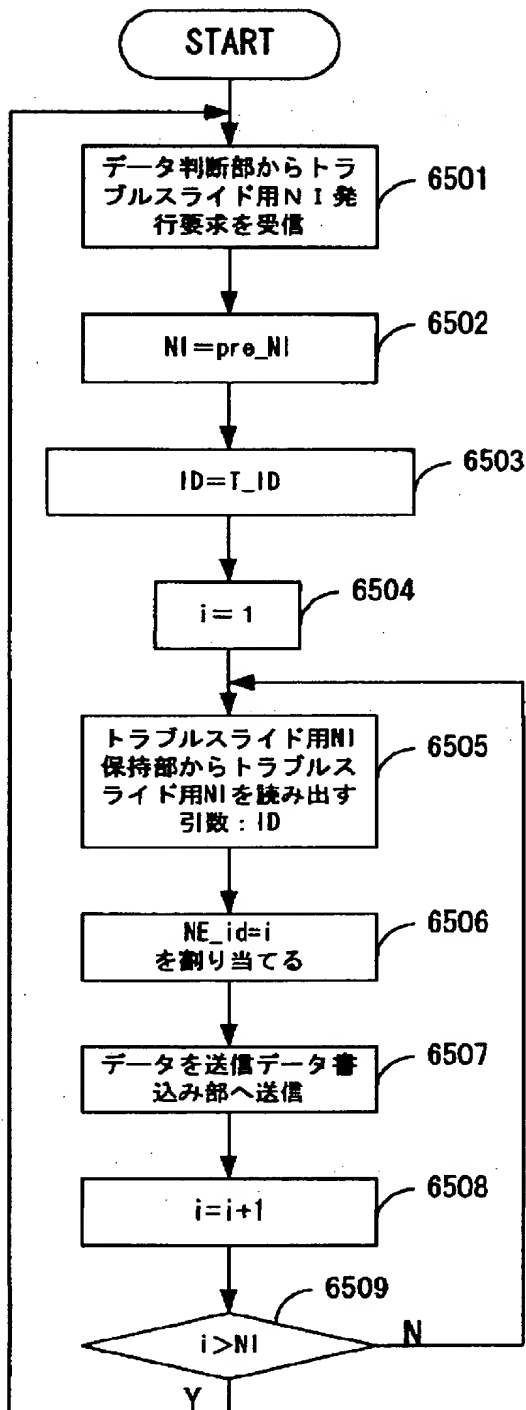 START
データ判断部からトラ
ブルスライド用NI発
行要求を受信
6501
NI=pre_NI
6502
ID=T_ID
6503
i=1
6504
トラブルスライド用NI
保持部からトラブルス
ライド用NIを読み出す
引数:ID
6505
NE_id=i
を割り当てる
6506
データを送信データ書
込み部へ送信
6507
i=i+1
6508
6509
i>NI
N
Y